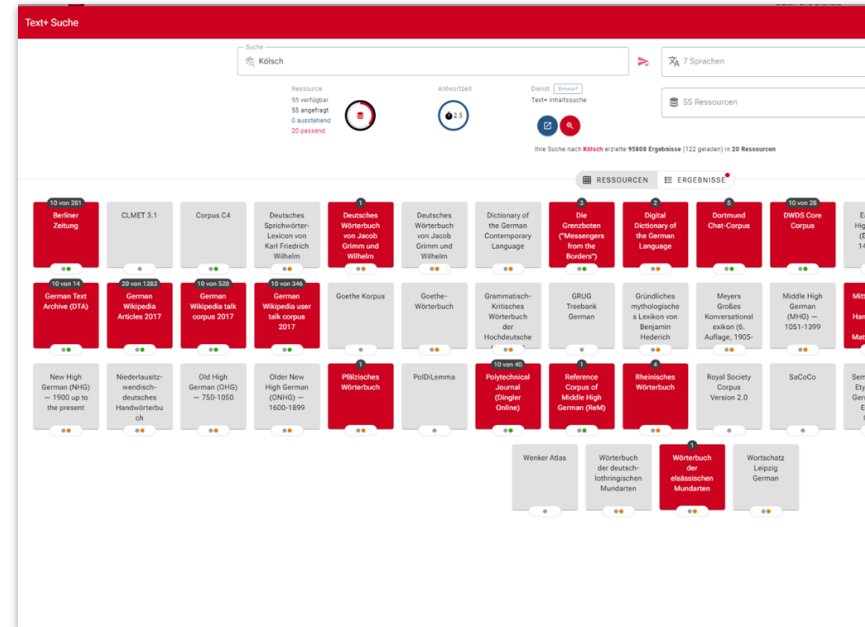 Text+ Suche
Suche
Kölsch
7 Sprachen
Ressource
55 verfügbar
55 angefragt
0 ausstehend
20 passend
Antwortzeit
2.5
Dienst Entwurf
Text+ Inhaltssuche
55 Ressourcen
Ihre Suche nach Kölsch erzielte 95808 Ergebnisse (122 geladen) in 20 Ressourcen
RESSOURCEN ERGEBNISSE
10 von 281
Berliner
Zeitung
CLMET 3.1
Corpus C4
Deutsches
Sprichwörter-
Lexicon von
Karl Friedrich
Wilhelm
1
Deutsches
Wörterbuch
von Jacob
Grimm und
Wilhelm
Deutsches
Wörterbuch
von Jacob
Grimm und
Wilhelm
Dictionary of
the German
Contemporary
Language
3
Die
Grenzboten
("Messengers
from the
Borders")
2
Digital
Dictionary of
the German
Language
5
Dortmund
Chat-Corpus
10 von 28
DWDS Core
Corpus
10 von 14
German Text
Archive (DTA)
20 von 1282
German
Wikipedia
Articles 2017
10 von 528
German
Wikipedia talk
corpus 2017
10 von 346
German
Wikipedia user
talk corpus
2017
Goethe Korpus
Goethe-
Wörterbuch
Grammatisch-
Kritisches
Wörterbuch
der
Hochdeutsche
GRUG
Treebank
German
Gründliches
mythologische
s Lexikon von
Benjamin
Hederich
Meyers
Großes
Konversational
exikon (6.
Auflage, 1905-
Middle High
German
(MHG) —
1051-1399
New High
German (NHG)
— 1900 up to
the present
Niederlausitz-
wendisch-
deutsches
Handwörterbu
ch
Old High
German (OHG)
— 750-1050
Older New
High German
(ONHG) —
1600-1899
1
Pfälzisches
Wörterbuch
PolDiLemma
10 von 40
Polytechnical
Journal
(Dingler
Online)
1
Reference
Corpus of
Middle High
German (ReM)
4
Rheinisches
Wörterbuch
Royal Society
Corpus
Version 2.0
SaCoCo
Wenker Atlas
Wörterbuch
der deutsch-
lothringischen
Mundarten
1
Wörterbuch
der
elsässischen
Mundarten
Wortschatz
Leipzig
German